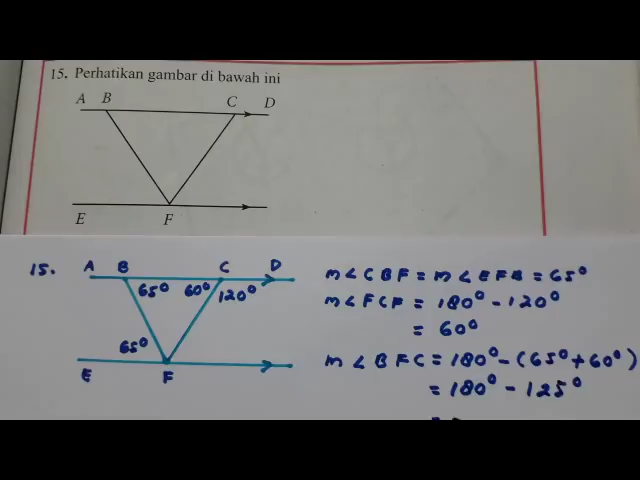 15. Perhatikan gambar di bawah ini
A B C D
E F
15. A B C D
65° 60° 120°
65°
E F
m∠CBF = m∠EFB = 65°
m∠FCF = 180° - 120°
= 60°
m∠BFC = 180° - (65° + 60°)
= 180° - 125°